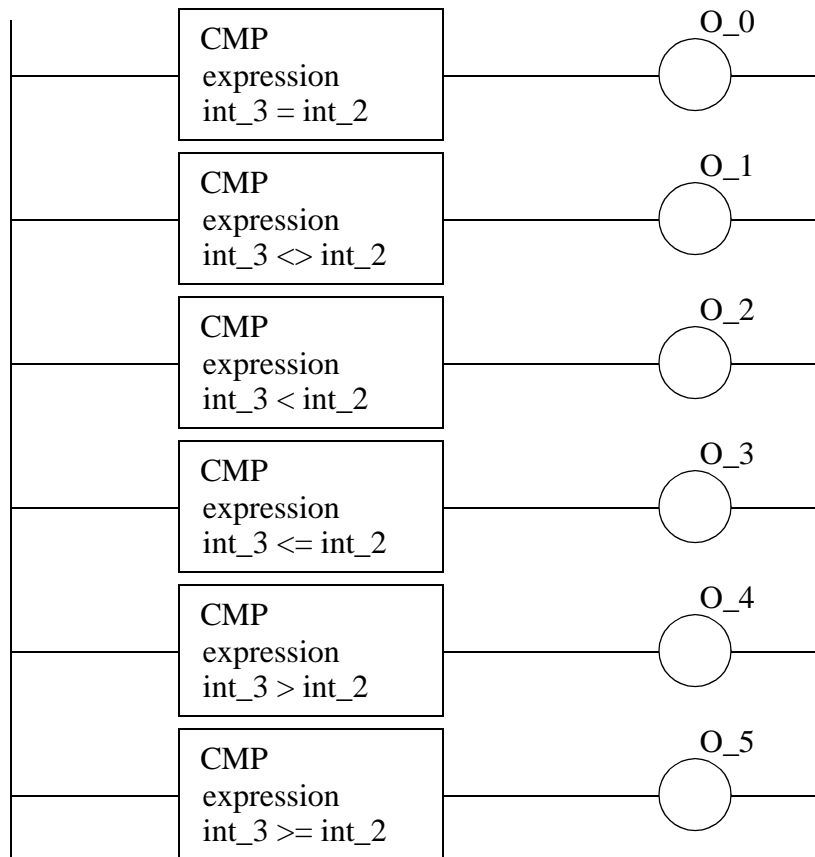 CMP
expression
int_3 = int_2
O_0
CMP
expression
int_3 <> int_2
O_1
CMP
expression
int_3 < int_2
O_2
CMP
expression
int_3 <= int_2
O_3
CMP
expression
int_3 > int_2
O_4
CMP
expression
int_3 >= int_2
O_5